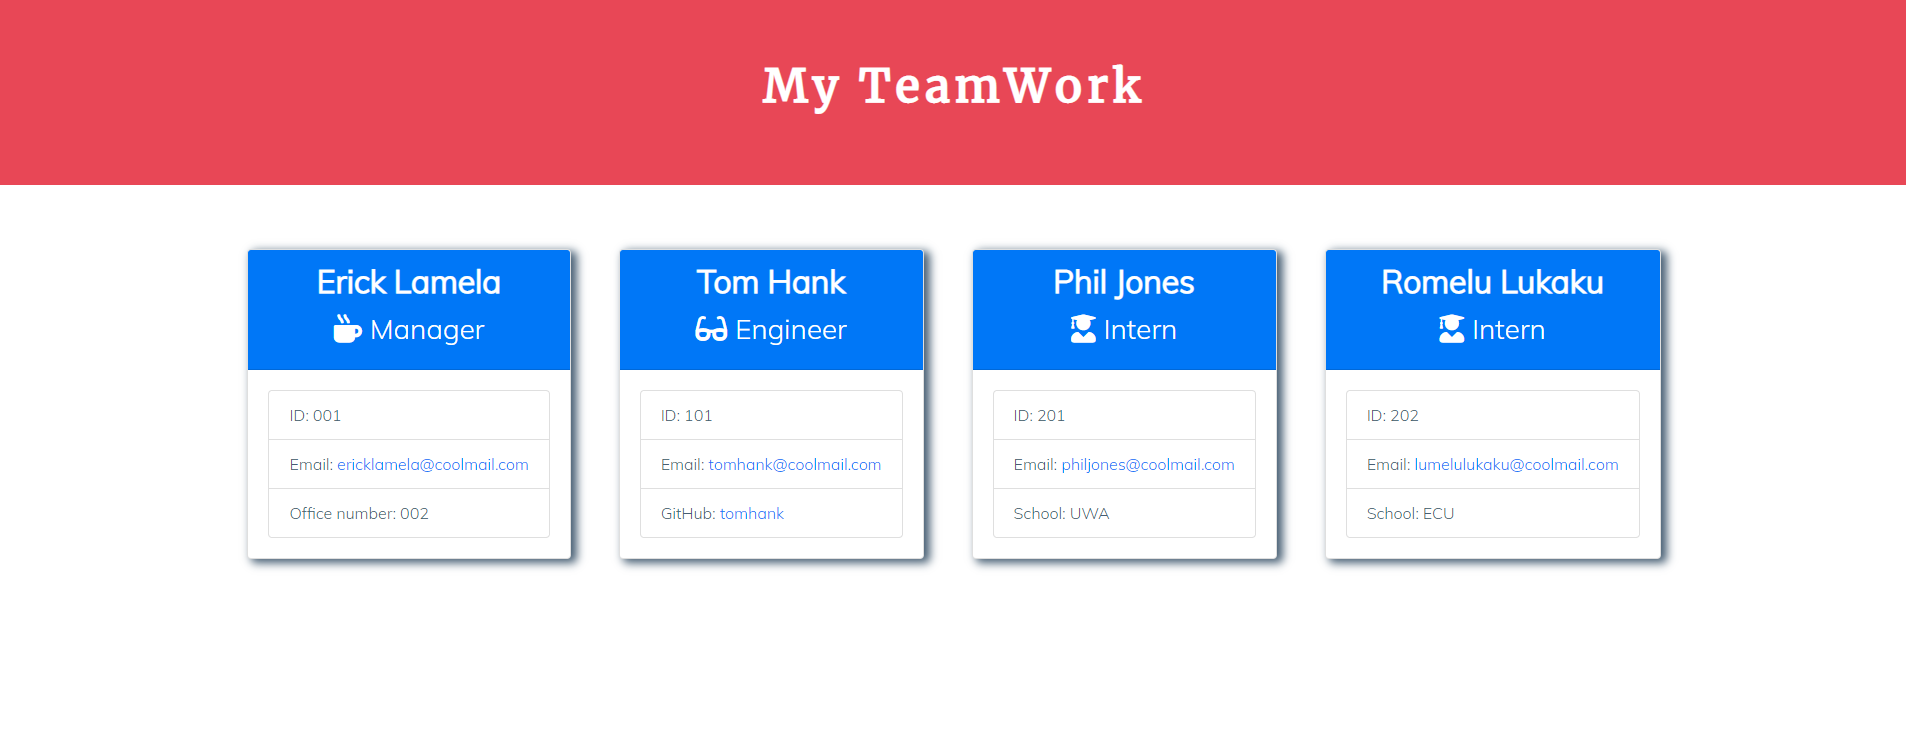 My TeamWork
Erick Lamela
Manager
ID: 001
Email: ericklamela@coolmail.com
Office number: 002
Tom Hank
Engineer
ID: 101
Email: tomhank@coolmail.com
GitHub: tomhank
Phil Jones
Intern
ID: 201
Email: philjones@coolmail.com
School: UWA
Romelu Lukaku
Intern
ID: 202
Email: lumelulukaku@coolmail.com
School: ECU